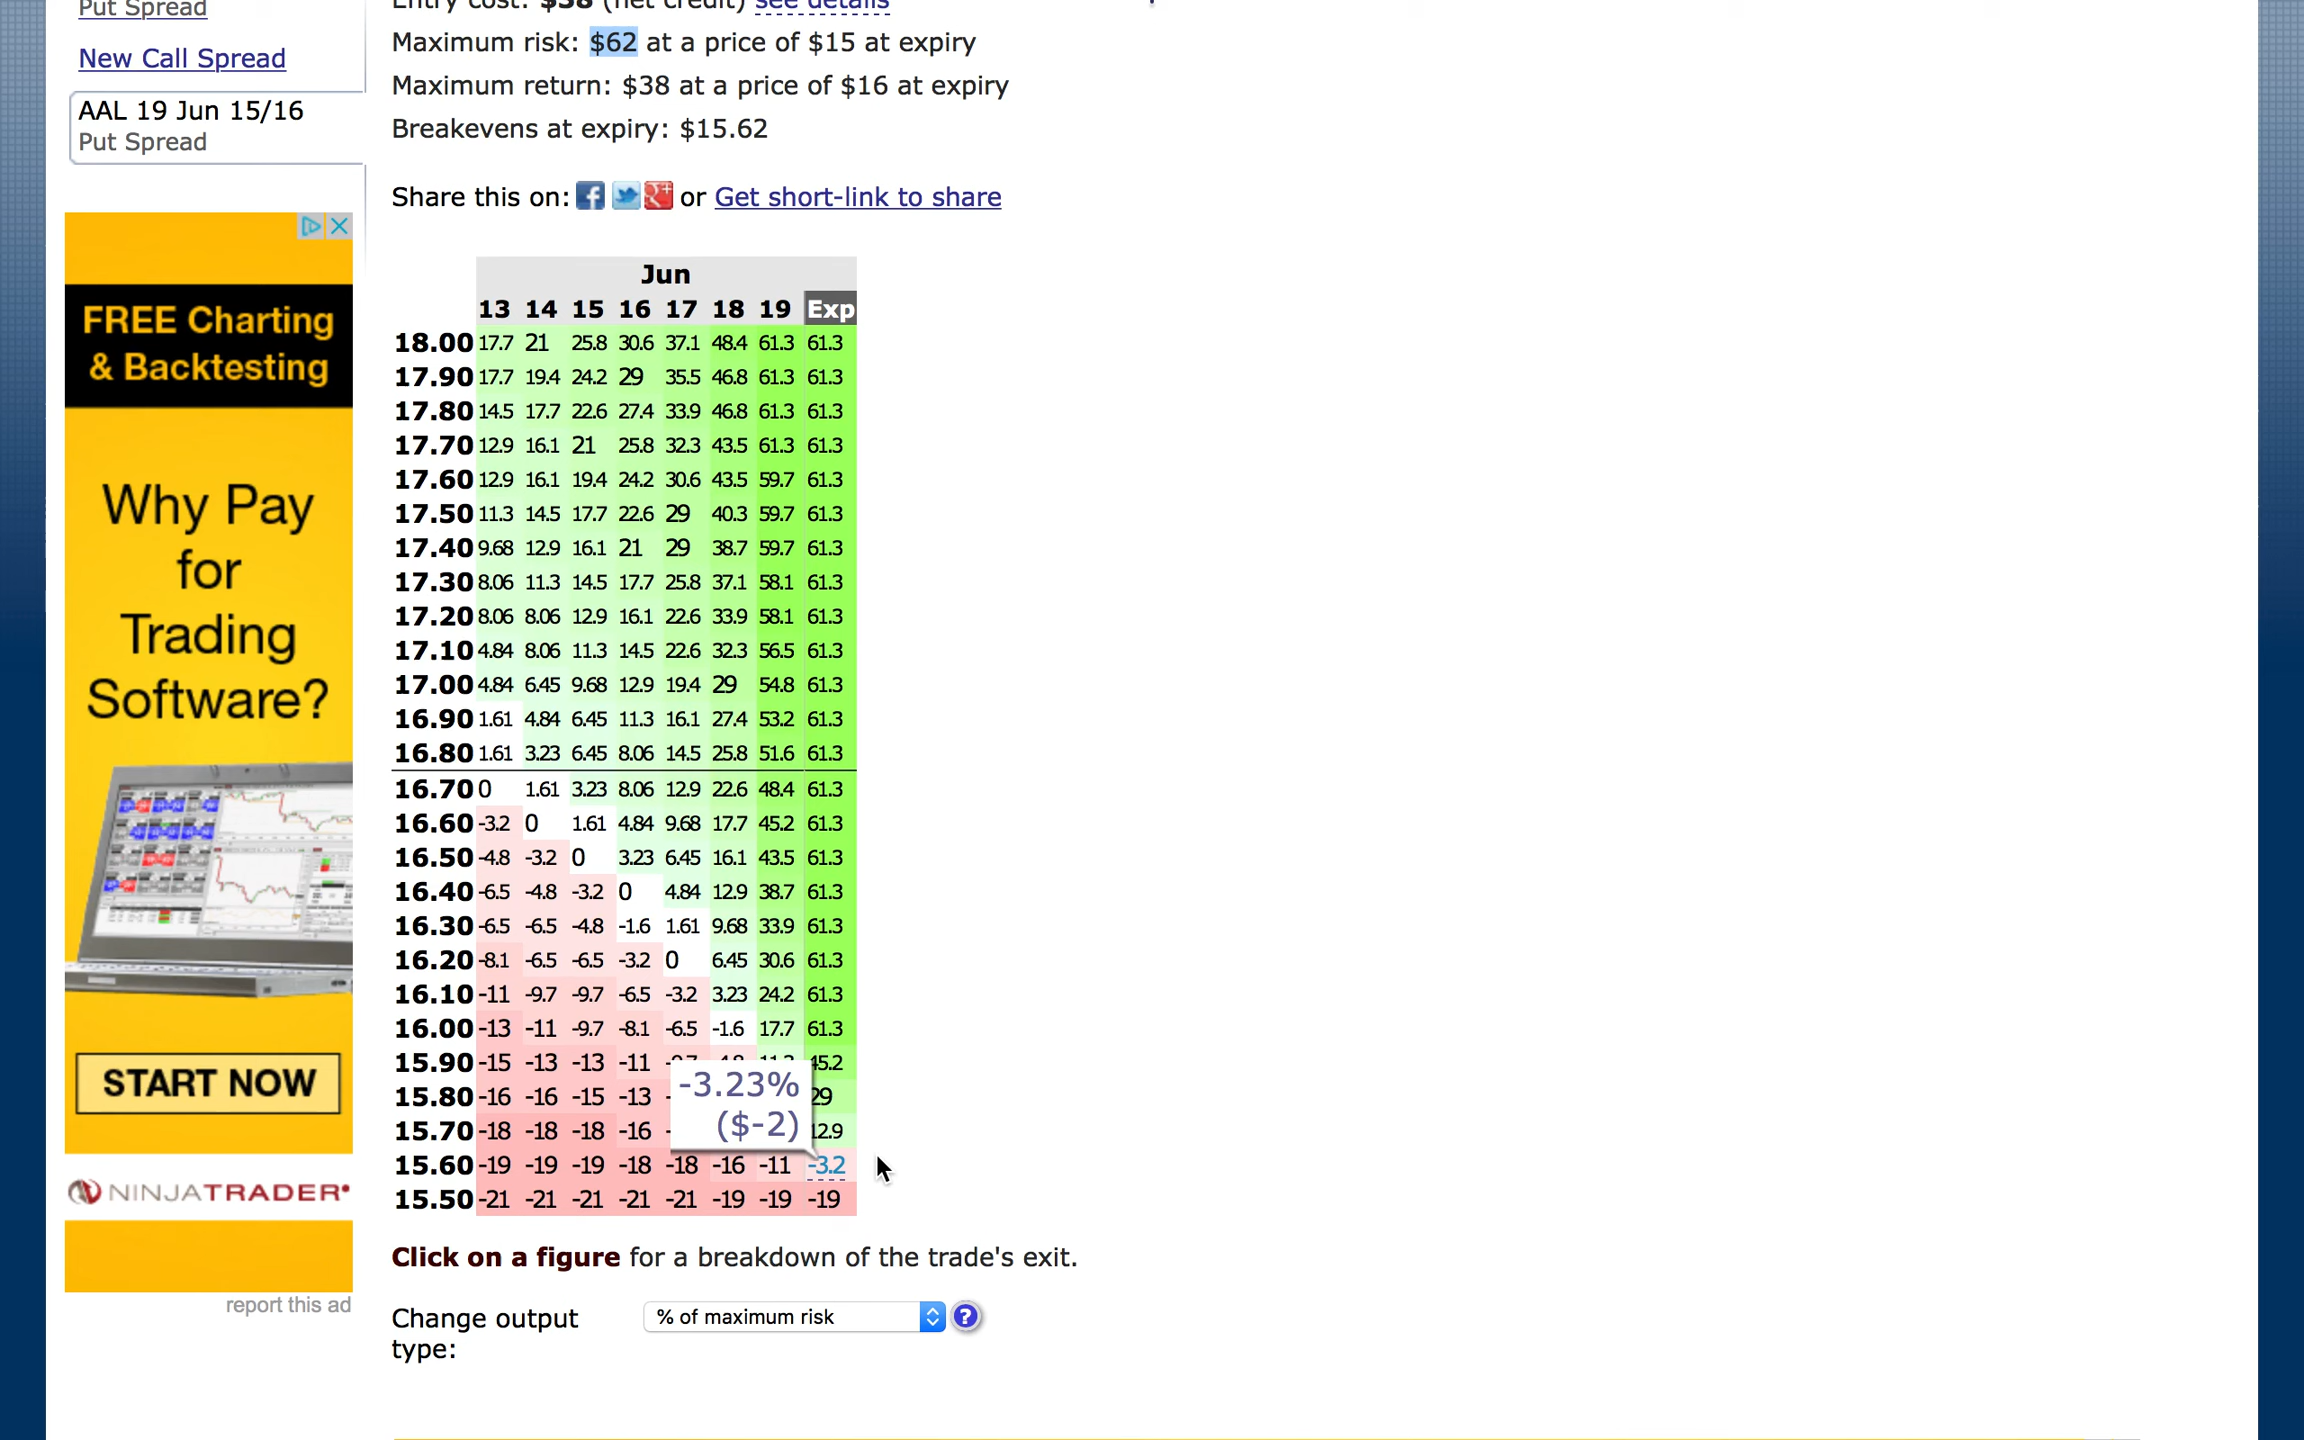 Put Spread
New Call Spread
AAL 19 Jun 15/16
Put Spread
Entry cost: $38 (net credit) see details
Maximum risk: $62 at a price of $15 at expiry
Maximum return: $38 at a price of $16 at expiry
Breakevens at expiry: $15.62
Share this on: or Get short-link to share
FREE Charting
& Backtesting
Why Pay
for
Trading
Software?
START NOW
NINJATRADER
report this ad
Jun
13 14 15 16 17 18 19 Exp
18.00 17.7 21 25.8 30.6 37.1 48.4 61.3 61.3
17.90 17.7 19.4 24.2 29 35.5 46.8 61.3 61.3
17.80 14.5 17.7 22.6 27.4 33.9 46.8 61.3 61.3
17.70 12.9 16.1 21 25.8 32.3 43.5 61.3 61.3
17.60 12.9 16.1 19.4 24.2 30.6 43.5 59.7 61.3
17.50 11.3 14.5 17.7 22.6 29 40.3 59.7 61.3
17.40 9.68 12.9 16.1 21 29 38.7 59.7 61.3
17.30 8.06 11.3 14.5 17.7 25.8 37.1 58.1 61.3
17.20 8.06 8.06 12.9 16.1 22.6 33.9 58.1 61.3
17.10 4.84 8.06 11.3 14.5 22.6 32.3 56.5 61.3
17.00 4.84 6.45 9.68 12.9 19.4 29 54.8 61.3
16.90 1.61 4.84 6.45 11.3 16.1 27.4 53.2 61.3
16.80 1.61 3.23 6.45 8.06 14.5 25.8 51.6 61.3
16.70 0 1.61 3.23 8.06 12.9 22.6 48.4 61.3
16.60 -3.2 0 1.61 4.84 9.68 17.7 45.2 61.3
16.50 -4.8 -3.2 0 3.23 6.45 16.1 43.5 61.3
16.40 -6.5 -4.8 -3.2 0 4.84 12.9 38.7 61.3
16.30 -6.5 -6.5 -4.8 -1.6 1.61 9.68 33.9 61.3
16.20 -8.1 -6.5 -6.5 -3.2 0 6.45 30.6 61.3
16.10 -11 -9.7 -9.7 -6.5 -3.2 3.23 24.2 61.3
16.00 -13 -11 -9.7 -8.1 -6.5 -1.6 17.7 61.3
15.90 -15 -13 -13 -11 45.2
15.80 -16 -16 -15 -13 29
15.70 -18 -18 -18 -16 12.9
-3.23%
($-2)
15.60 -19 -19 -19 -18 -18 -16 -11 -3.2
15.50 -21 -21 -21 -21 -21 -19 -19 -19
Click on a figure for a breakdown of the trade's exit.
Change output
type:
% of maximum risk